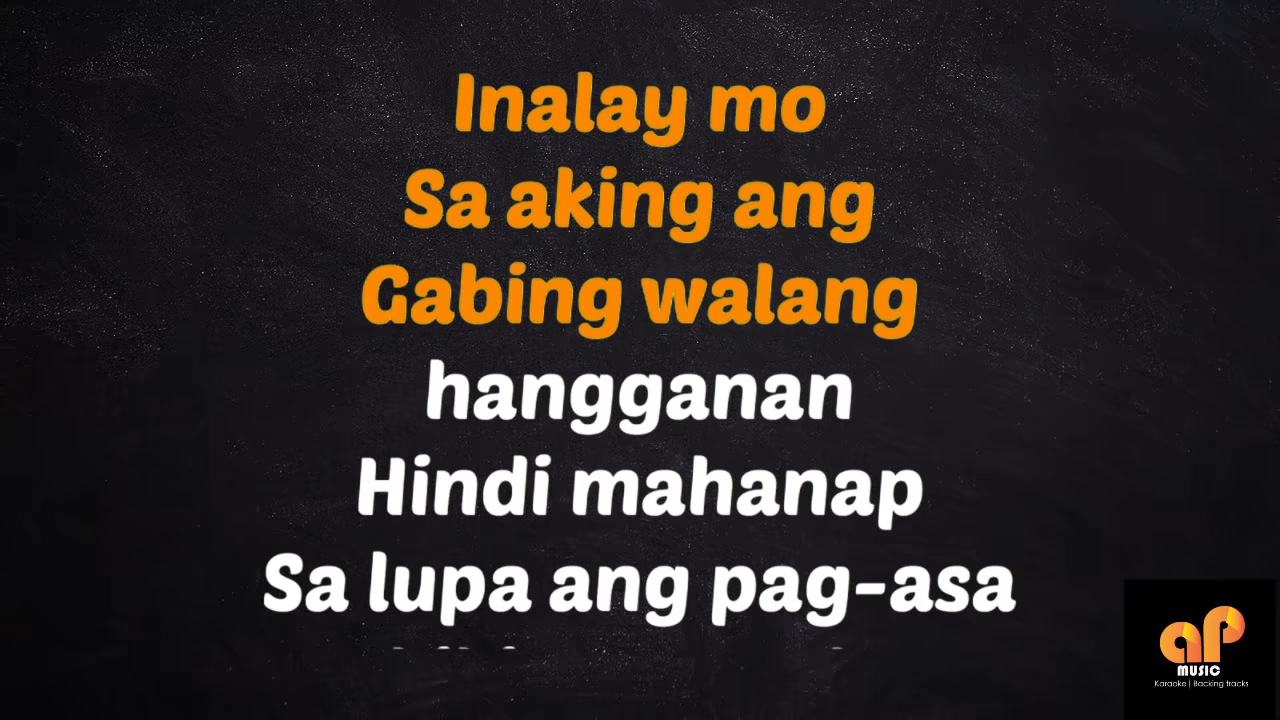 Inalay mo
Sa aking ang
Gabing walang
hangganan
Hindi mahanap
Sa lupa ang pag-asa
ap
MUSIC
Karaoke | Backing tracks